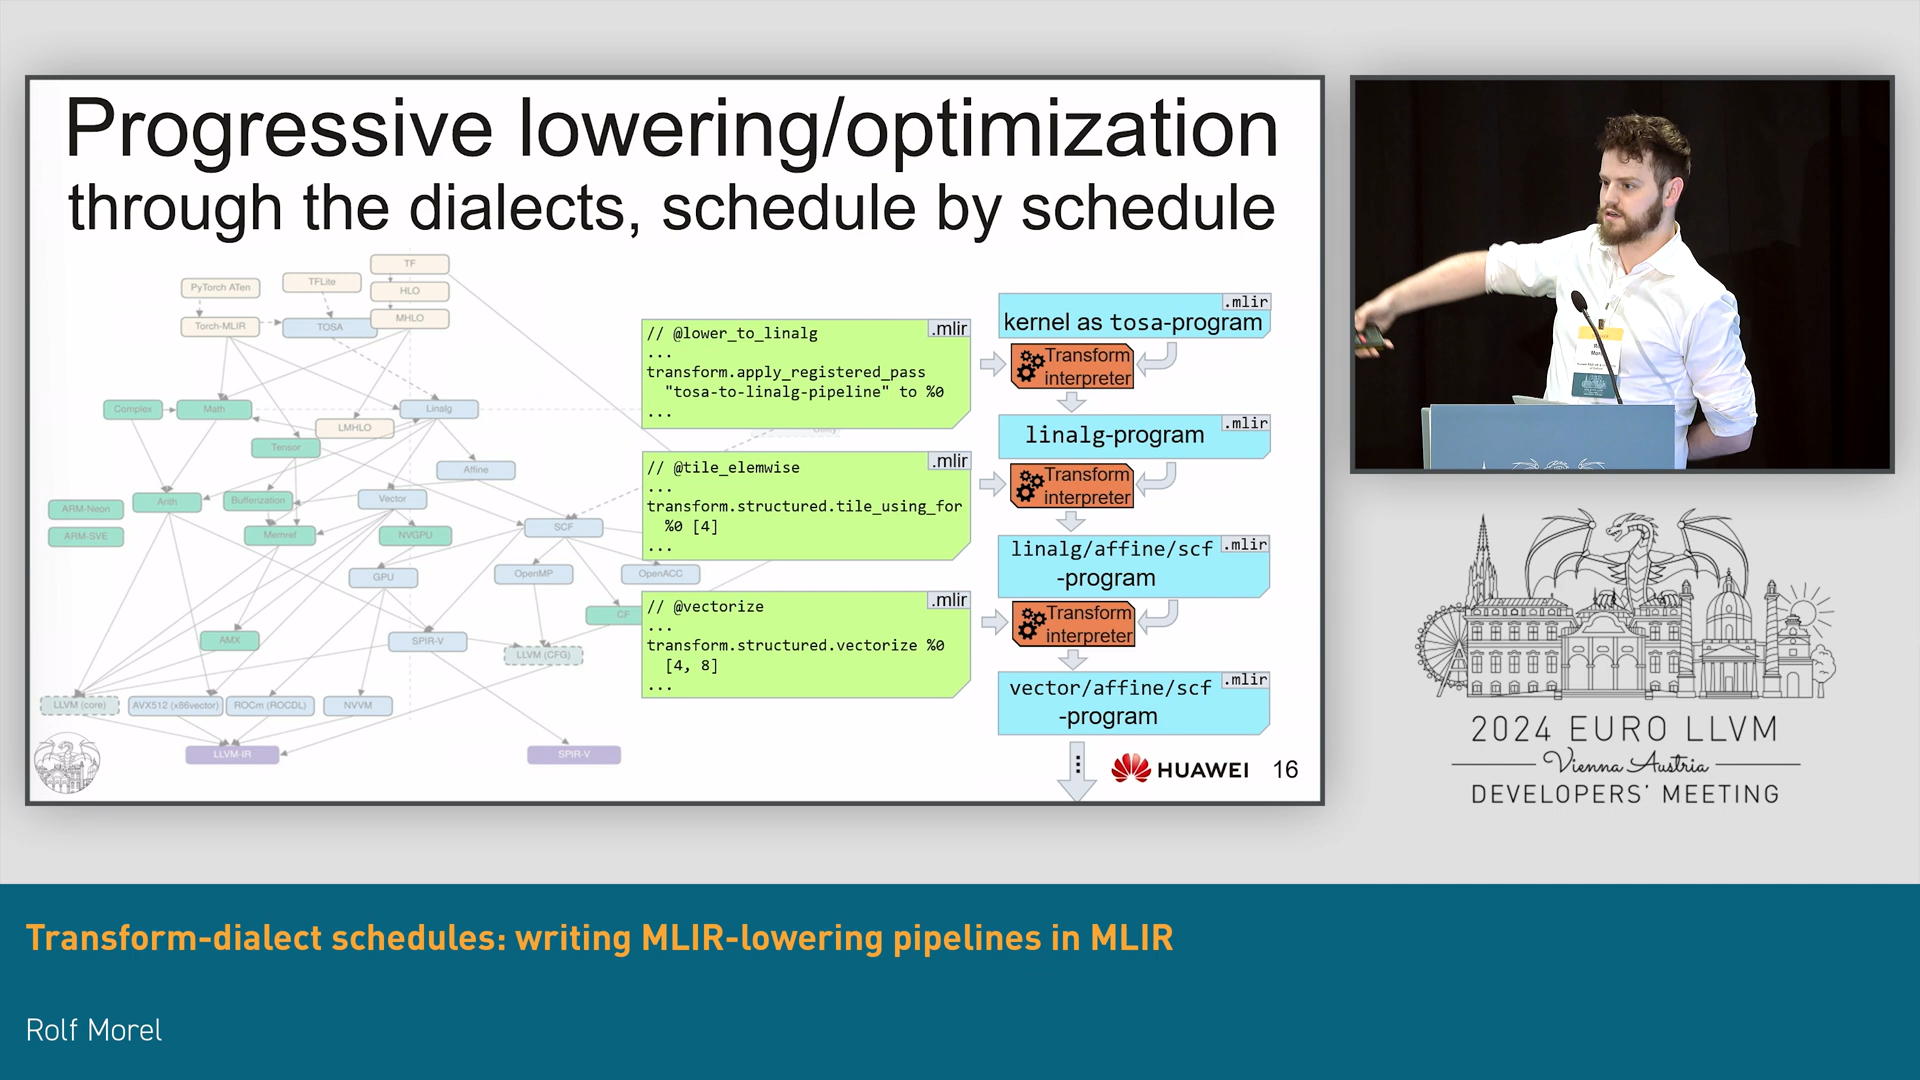 Progressive lowering/optimization
through the dialects, schedule by schedule
TF
PyTorch ATen
TFLite
HLO
Torch-MLIR
TOSA
MHLO
Complex
Math
Linalg
LMHLO
Utility
Tensor
Affine
ARM-Neon
Arith
Bufferization
Vector
ARM-SVE
Memref
NVGPU
SCF
GPU
OpenMP
OpenACC
CF
AMX
SPIR-V
LLVM (CFG)
LLVM (core)
AVX512 (x86vector)
ROCm (ROCDL)
NVVM
LLVM-IR
SPIR-V
// @lower_to_linalg
.mlir
...
transform.apply_registered_pass
"tosa-to-linalg-pipeline" to %0
...
// @tile_elemwise
.mlir
...
transform.structured.tile_using_for
%0 [4]
...
// @vectorize
.mlir
...
transform.structured.vectorize %0
[4, 8]
...
.mlir
kernel as tosa-program
Transform
interpreter
.mlir
linalg-program
Transform
interpreter
linalg/affine/scf
.mlir
-program
Transform
interpreter
vector/affine/scf
.mlir
-program
HUAWEI
16
2024 EURO LLVM
Vienna Austria
DEVELOPERS' MEETING
Transform-dialect schedules: writing MLIR-lowering pipelines in MLIR
Rolf Morel